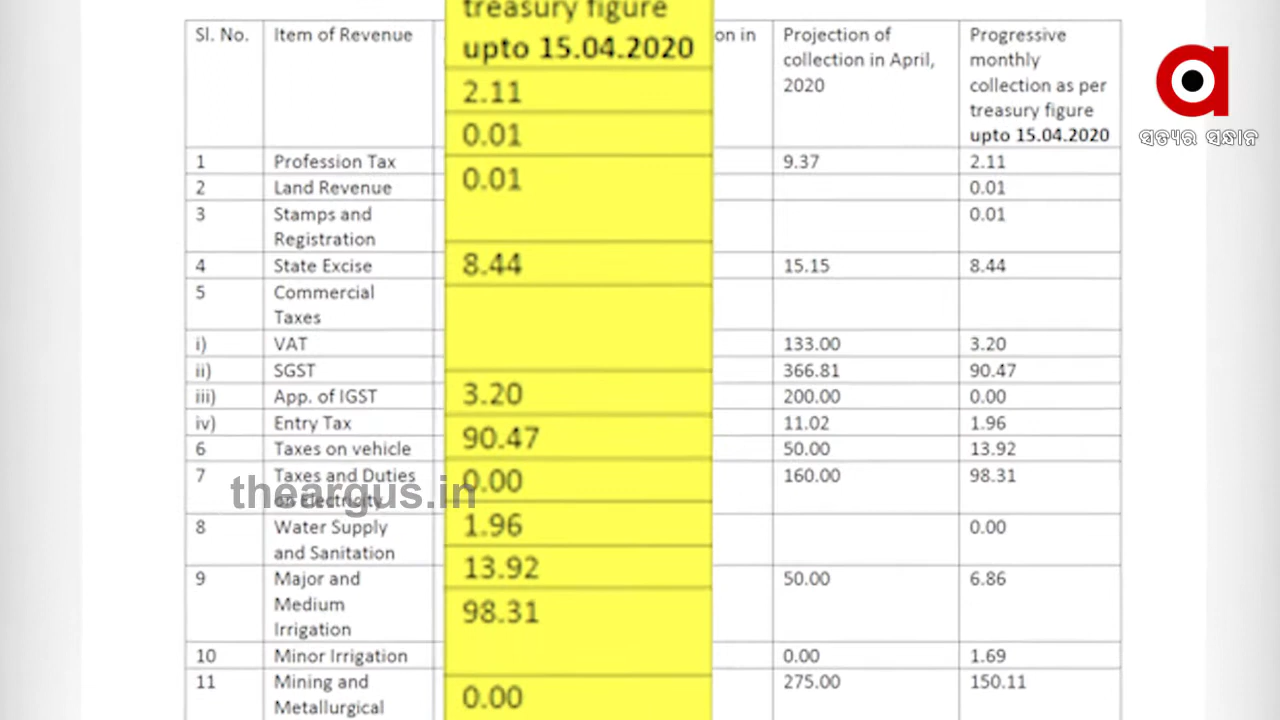 treasury figure
upto 15.04.2020
2.11
0.01
0.01
8.44
3.20
90.47
0.00
1.96
13.92
98.31
0.00
Sl. No. Item of Revenue on in Projection of collection in April, 2020 Progressive monthly collection as per treasury figure upto 15.04.2020
1 Profession Tax 9.37 2.11
2 Land Revenue 0.01
3 Stamps and Registration 0.01
4 State Excise 15.15 8.44
5 Commercial Taxes
i) VAT 133.00 3.20
ii) SGST 366.81 90.47
iii) App. of IGST 200.00 0.00
iv) Entry Tax 11.02 1.96
6 Taxes on vehicle 50.00 13.92
7 Taxes and Duties on electricity 160.00 98.31
8 Water Supply and Sanitation 0.00
9 Major and Medium Irrigation 50.00 6.86
10 Minor Irrigation 0.00 1.69
11 Mining and Metallurgical 275.00 150.11
theargus.in
ସତ୍ୟର ସନ୍ଧାନ